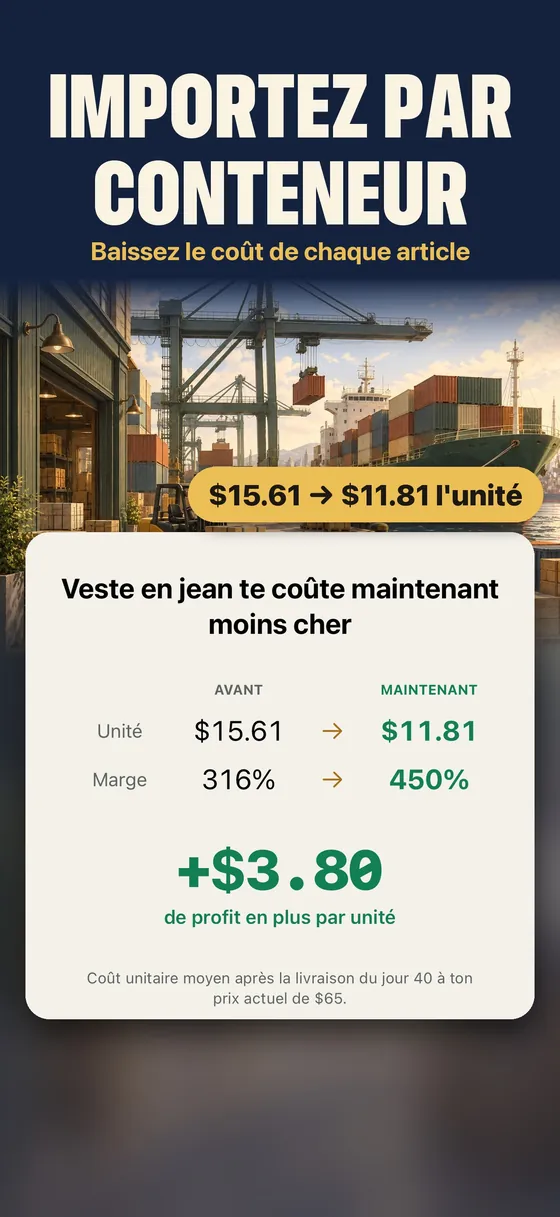 IMPORTEZ PAR
CONTENEUR
Baissez le coût de chaque article
$15.61 → $11.81 l'unité
Veste en jean te coûte maintenant
moins cher
AVANT MAINTENANT
Unité $15.61 → $11.81
Marge 316% → 450%
+$3.80
de profit en plus par unité
Coût unitaire moyen après la livraison du jour 40 à ton
prix actuel de $65.